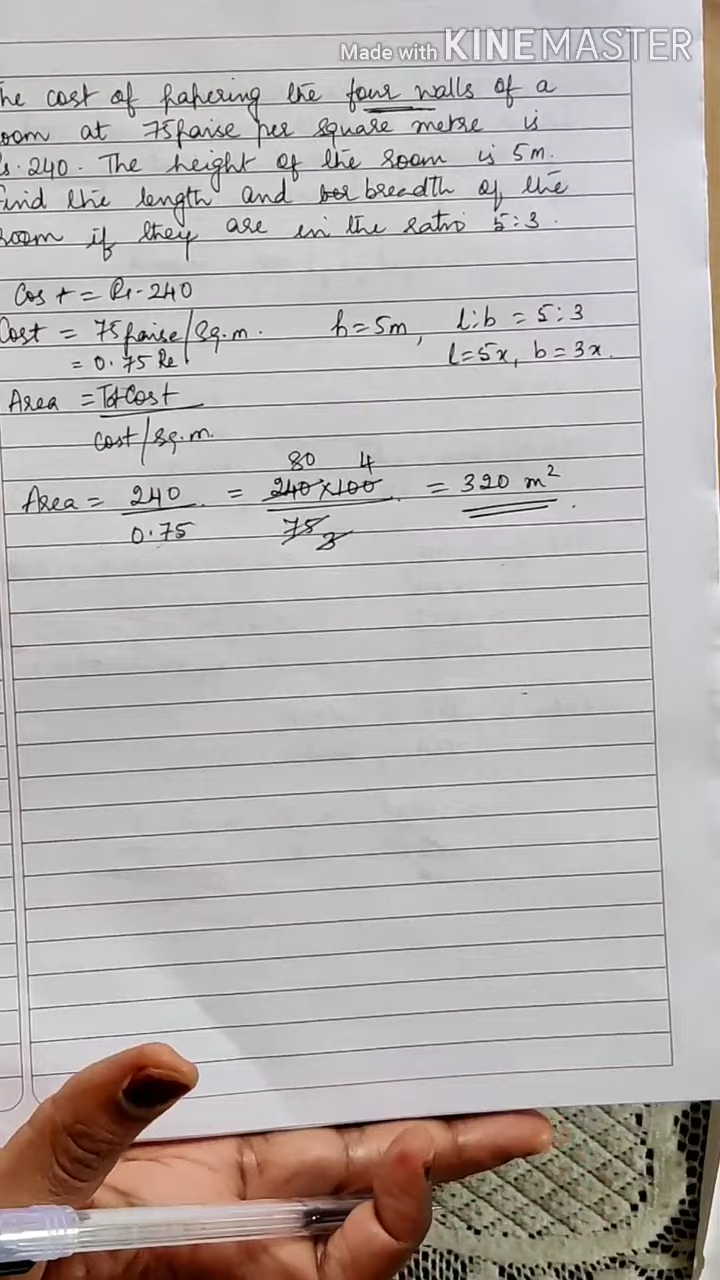 Made with KINEMASTER
he cost of papering the four walls of a
oom at 75 paise per square metre is
s. 240. The height of the room is 5m.
find the length and breadth of the
room if they are in the ratio 5:3.
Cost = Rs. 240
Cost = 75 paise/sq.m. h = 5m, l:b = 5:3
= 0.75 Re l=5x, b=3x.
Area = Tot Cost
cost/sq.m.
80 4
Area = 240 = 240×100 = 320 m²
0.75 75 3